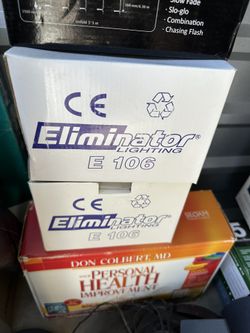 Slow Fade
- Slo-glo
- Combination
- Chasing Flash
CE
Eliminator®
LIGHTING
E 106
CE
Eliminator®
LIGHTING
E 106
DON COLBERT, MD
PERSONAL
HEALTH
IMPROVEMENT